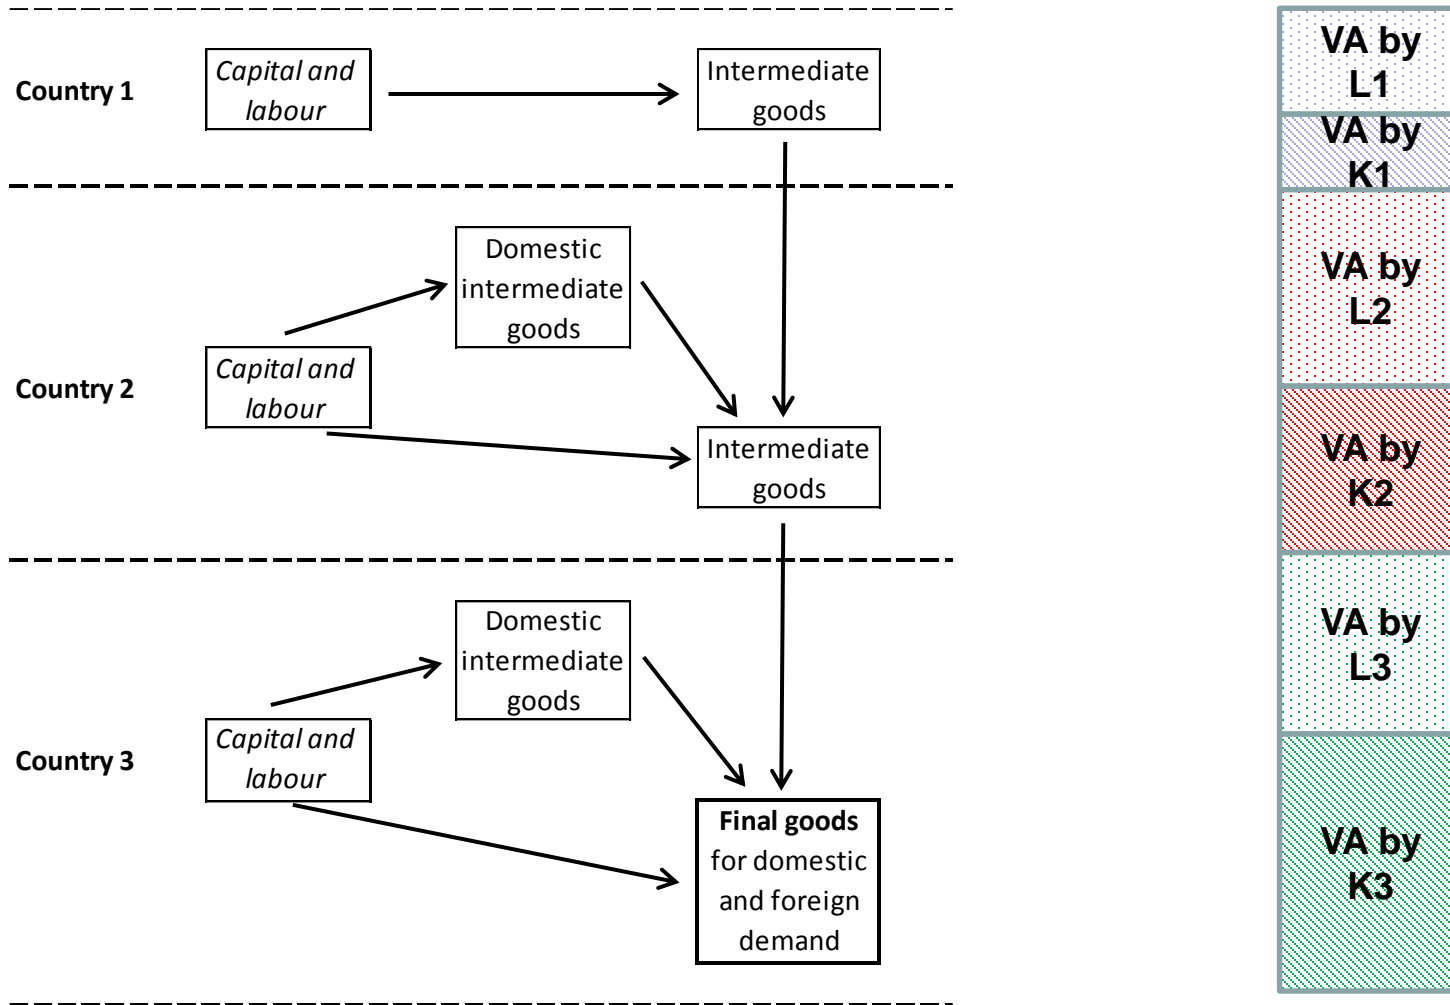 Country 1
Capital and
labour
Intermediate
goods
Country 2
Domestic
intermediate
goods
Capital and
labour
Intermediate
goods
Country 3
Domestic
intermediate
goods
Capital and
labour
Final goods
for domestic
and foreign
demand
VA by
L1
VA by
K1
VA by
L2
VA by
K2
VA by
L3
VA by
K3